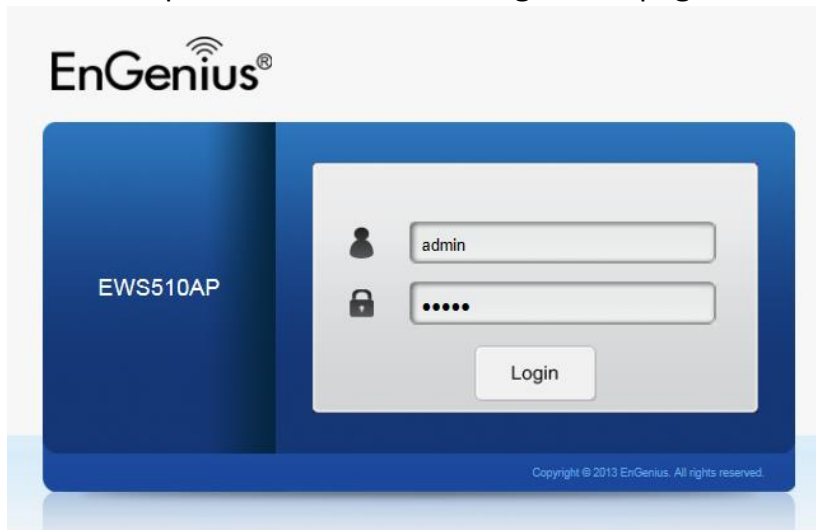 EnGenius®
admin
EWS510AP
•••••
Login
Copyright © 2013 EnGenius. All rights reserved.